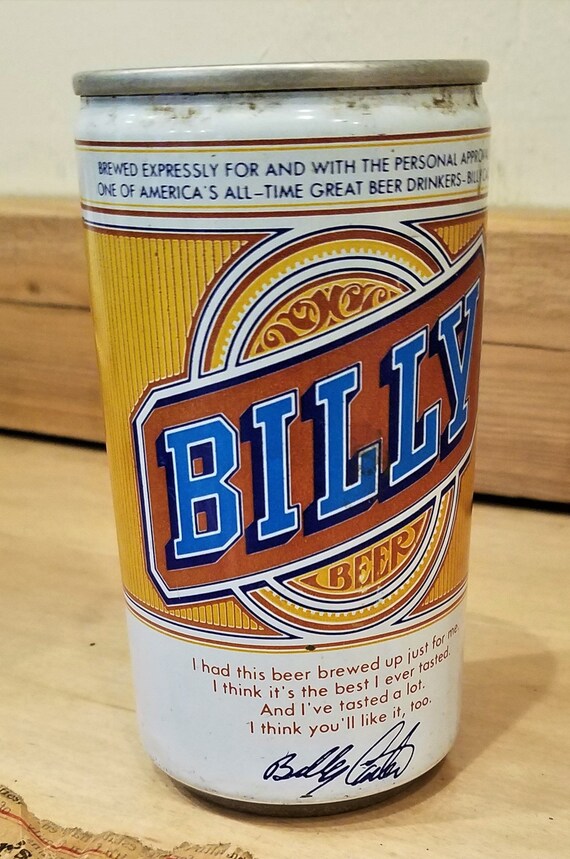 BREWED EXPRESSLY FOR AND WITH THE PERSONAL
ONE OF AMERICA'S ALL-TIME GREAT BEER DRINKERS-BILLY
BILLY
BEER
I had this beer brewed up just for me.
I think it's the best I ever tasted.
And I've tasted a lot.
I think you'll like it, too.
Billy Carter